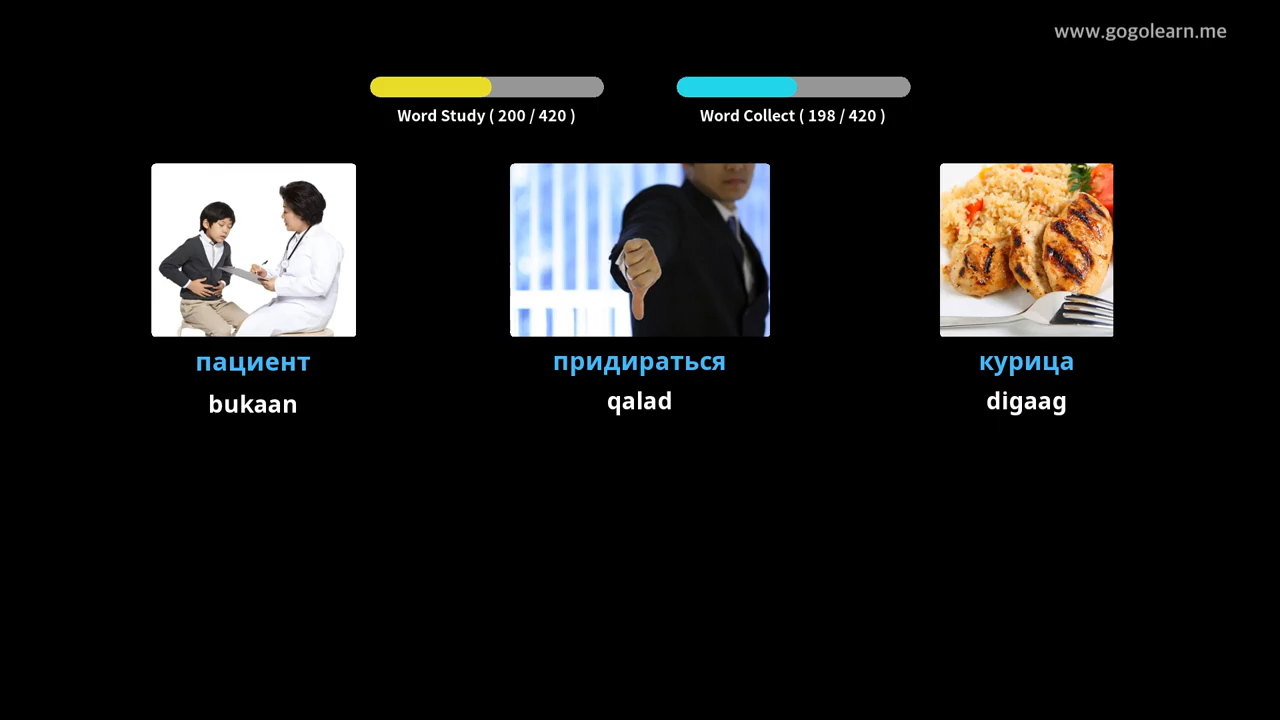 www.gogolearn.me
Word Study ( 200 / 420 )
Word Collect ( 198 / 420 )
пациент
придираться
курица
bukaan
qalad
digaag